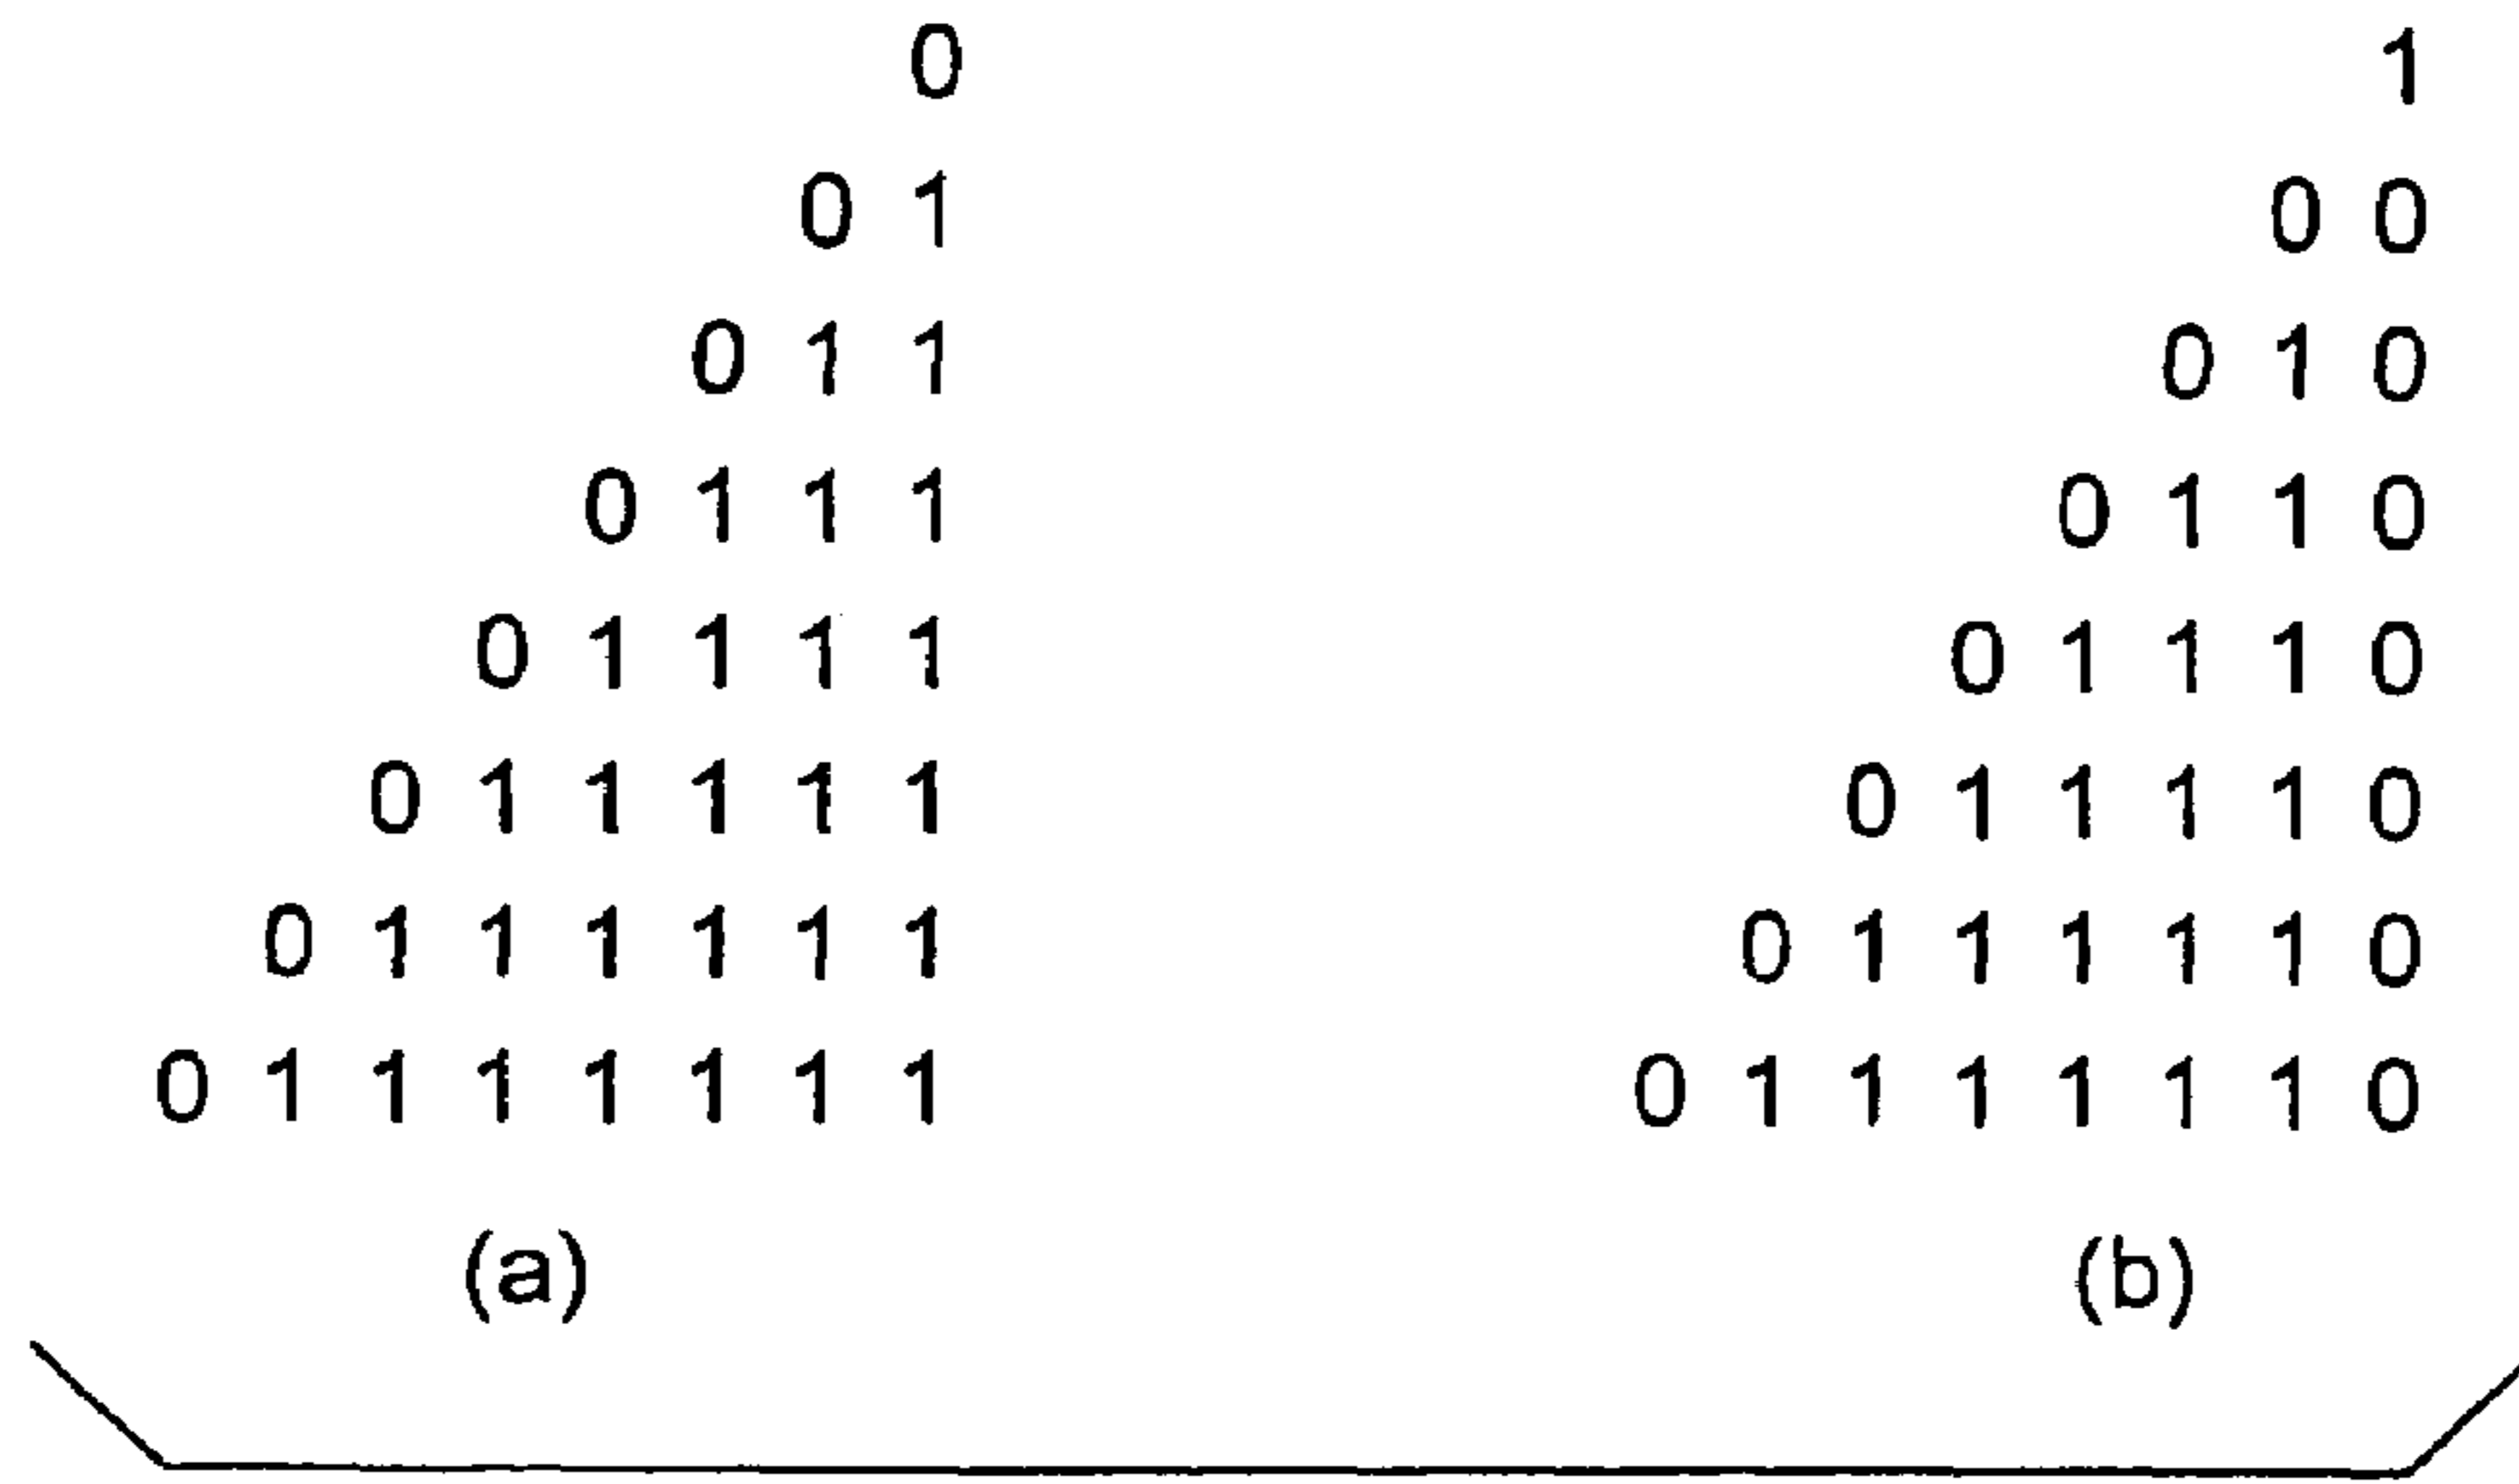 0 1
0 1 0 0
0 1 1 0 1 0
0 1 1 1 0 1 1 0
0 1 1 1 1 0 1 1 1 0
0 1 1 1 1 1 0 1 1 1 1 0
0 1 1 1 1 1 1 0 1 1 1 1 1 0
0 1 1 1 1 1 1 1 0 1 1 1 1 1 1 0
(a) (b)